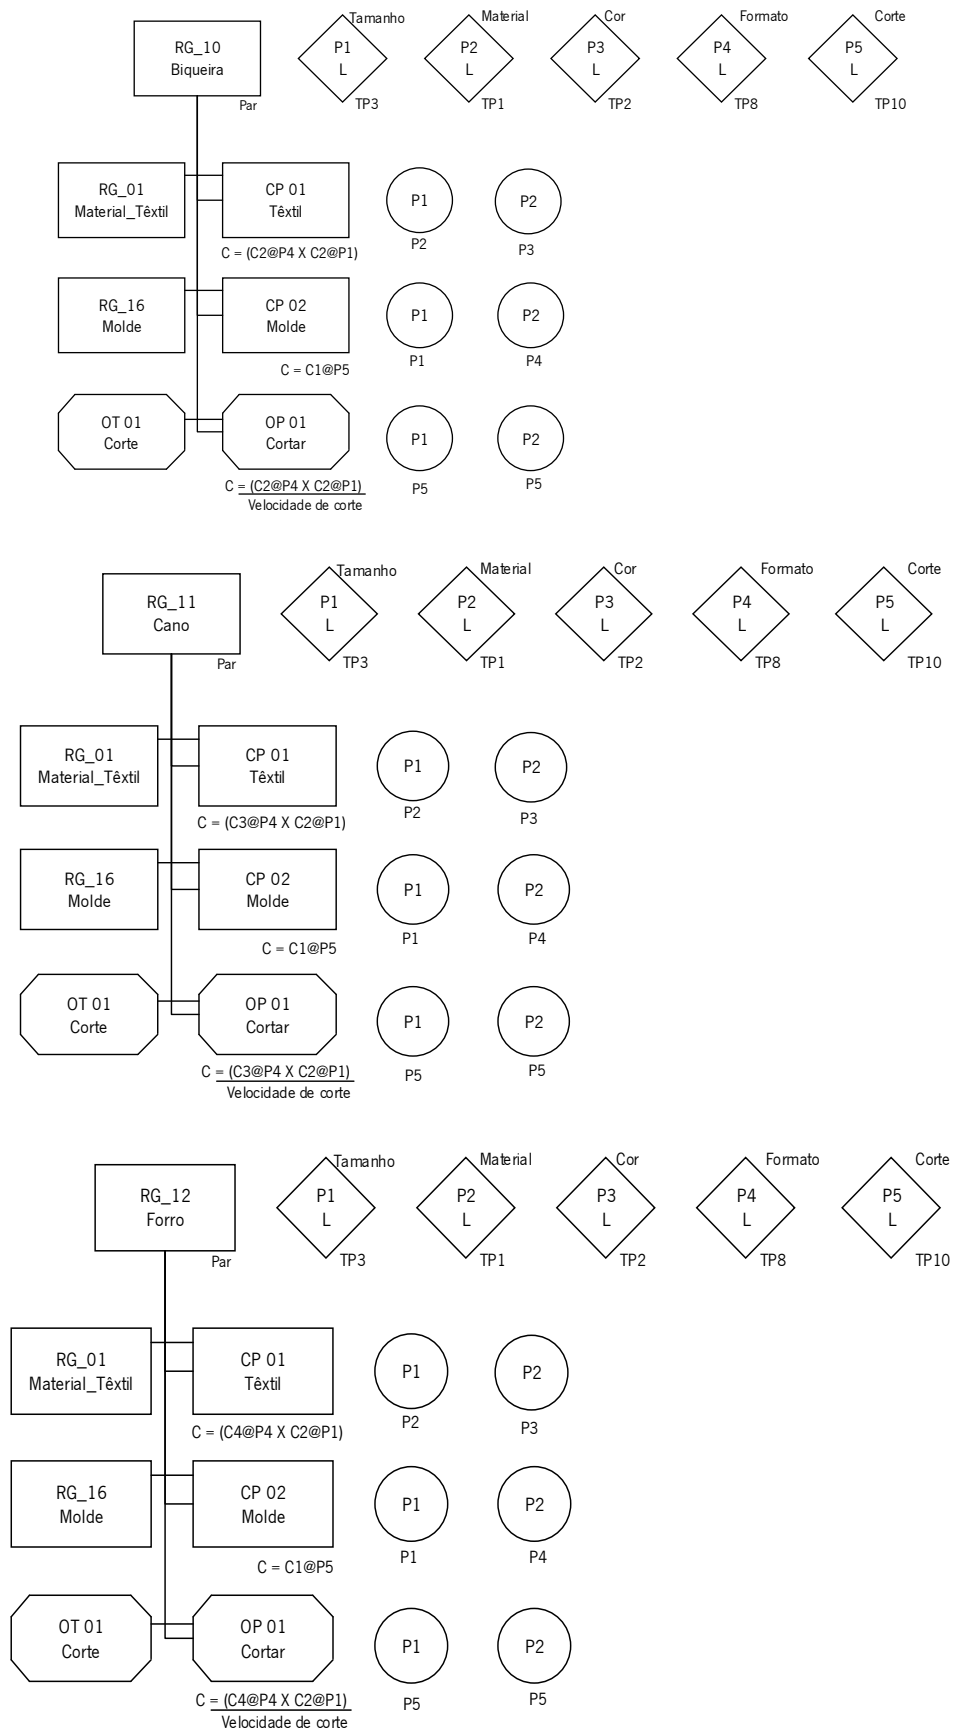 Tamanho Material Cor Formato Corte
RG_10 P1 P2 P3 P4 P5
Biqueira L L L L L
Par TP3 TP1 TP2 TP8 TP10
RG_01 CP 01 P1 P2
Material_Têxtil Têxtil
P2 P3
C = (C2@P4 X C2@P1)
RG_16 CP 02 P1 P2
Molde Molde
P1 P4
C = C1@P5
OT 01 OP 01 P1 P2
Corte Cortar
P5 P5
C = (C2@P4 X C2@P1)
Velocidade de corte
Tamanho Material Cor Formato Corte
RG_11 P1 P2 P3 P4 P5
Cano L L L L L
Par TP3 TP1 TP2 TP8 TP10
RG_01 CP 01 P1 P2
Material_Têxtil Têxtil
P2 P3
C = (C3@P4 X C2@P1)
RG_16 CP 02 P1 P2
Molde Molde
P1 P4
C = C1@P5
OT 01 OP 01 P1 P2
Corte Cortar
P5 P5
C = (C3@P4 X C2@P1)
Velocidade de corte
Tamanho Material Cor Formato Corte
RG_12 P1 P2 P3 P4 P5
Forro L L L L L
Par TP3 TP1 TP2 TP8 TP10
RG_01 CP 01 P1 P2
Material_Têxtil Têxtil
P2 P3
C = (C4@P4 X C2@P1)
RG_16 CP 02 P1 P2
Molde Molde
P1 P4
C = C1@P5
OT 01 OP 01 P1 P2
Corte Cortar
P5 P5
C = (C4@P4 X C2@P1)
Velocidade de corte